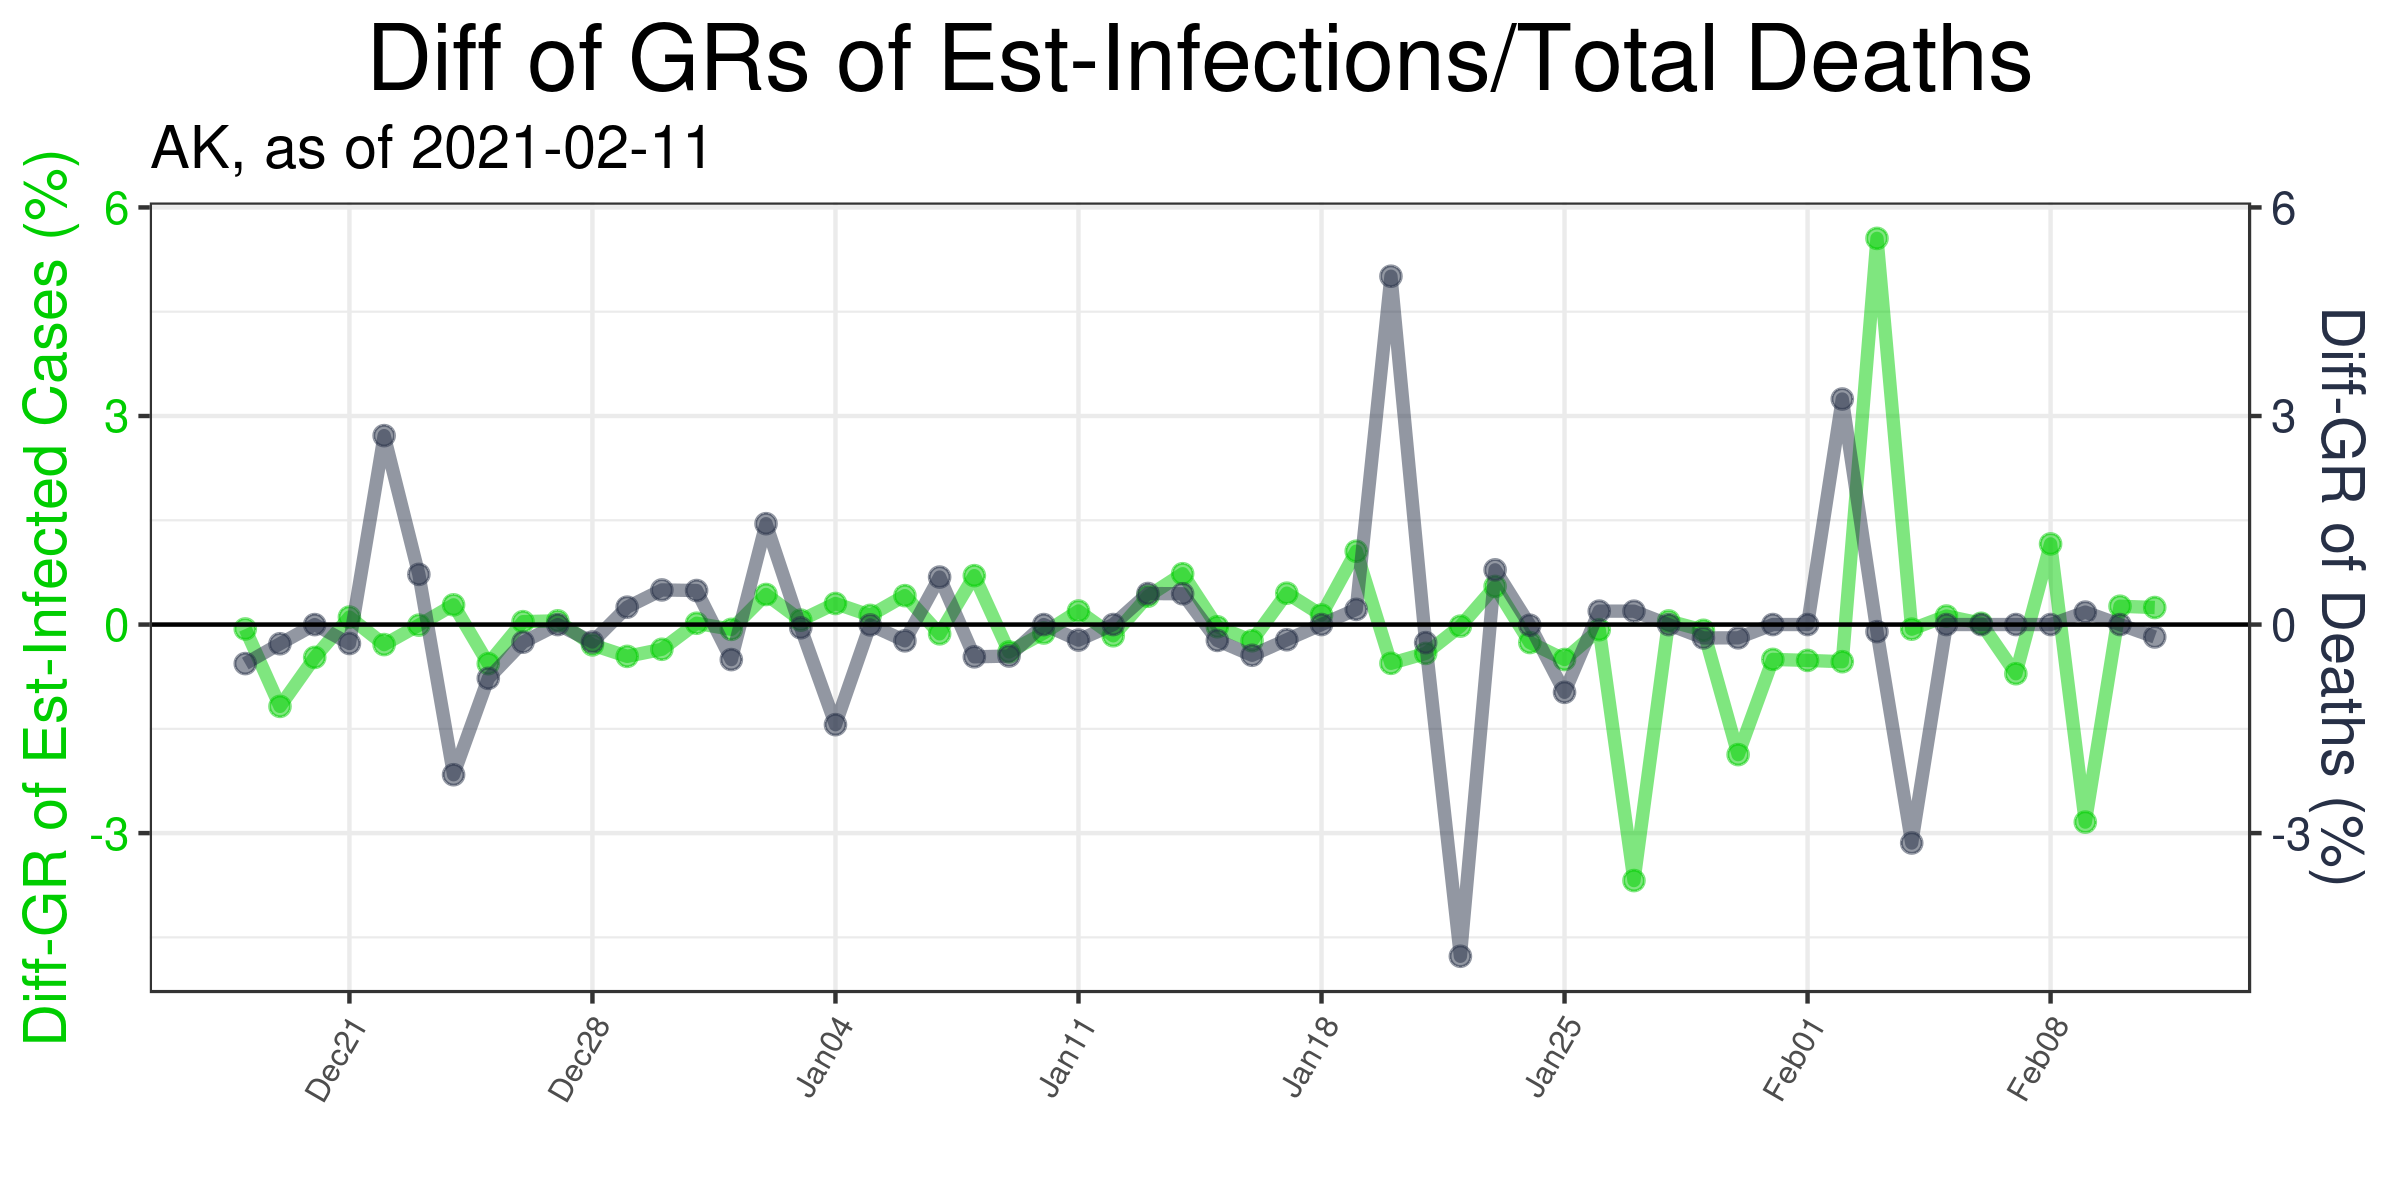 Diff of GRs of Est-Infections/Total Deaths
AK, as of 2021-02-11
Diff-GR of Est-Infected Cases (%)
6
3
0
-3
6
3
0
-3
Diff-GR of Deaths (%)
Dec21
Dec28
Jan04
Jan11
Jan18
Jan25
Feb01
Feb08